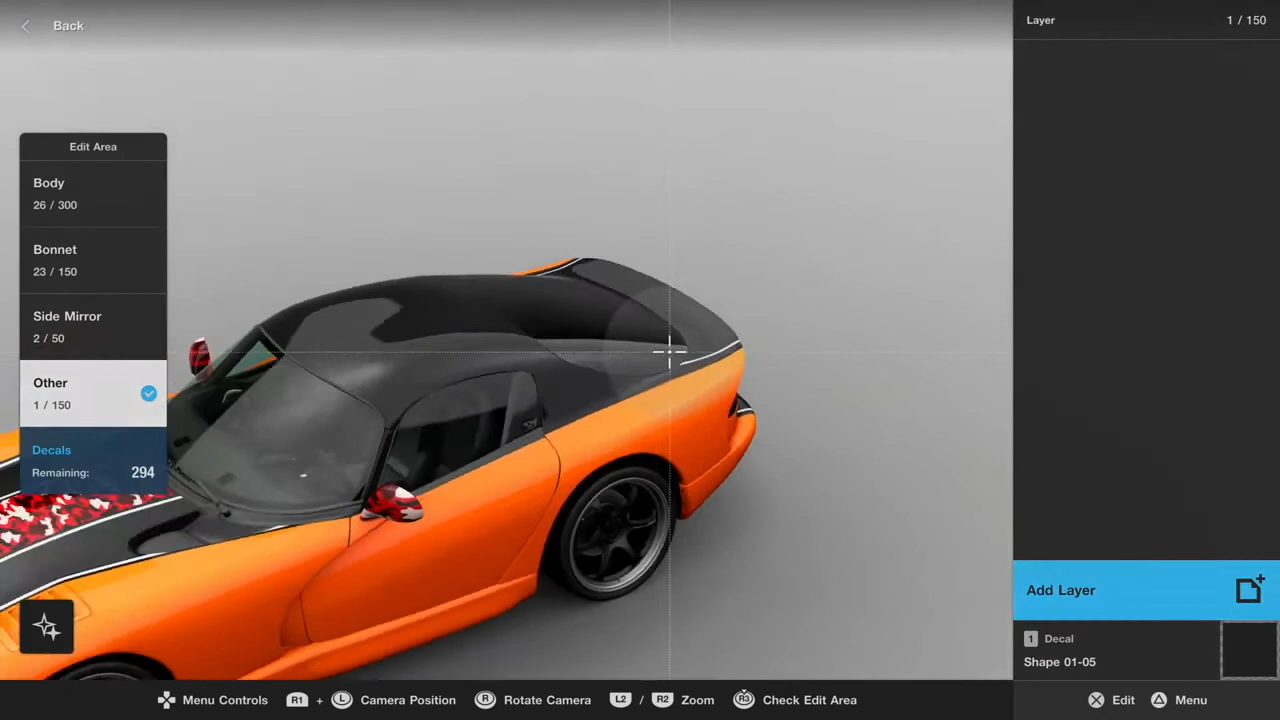 Back
Layer
1 / 150
Edit Area
Body
26 / 300
Bonnet
23 / 150
Side Mirror
2 / 50
Other
1 / 150
Decals
Remaining: 294
Add Layer
1 Decal
Shape 01-05
Menu Controls
R1 + L Camera Position
R Rotate Camera
L2 / R2 Zoom
R3 Check Edit Area
Edit
Menu